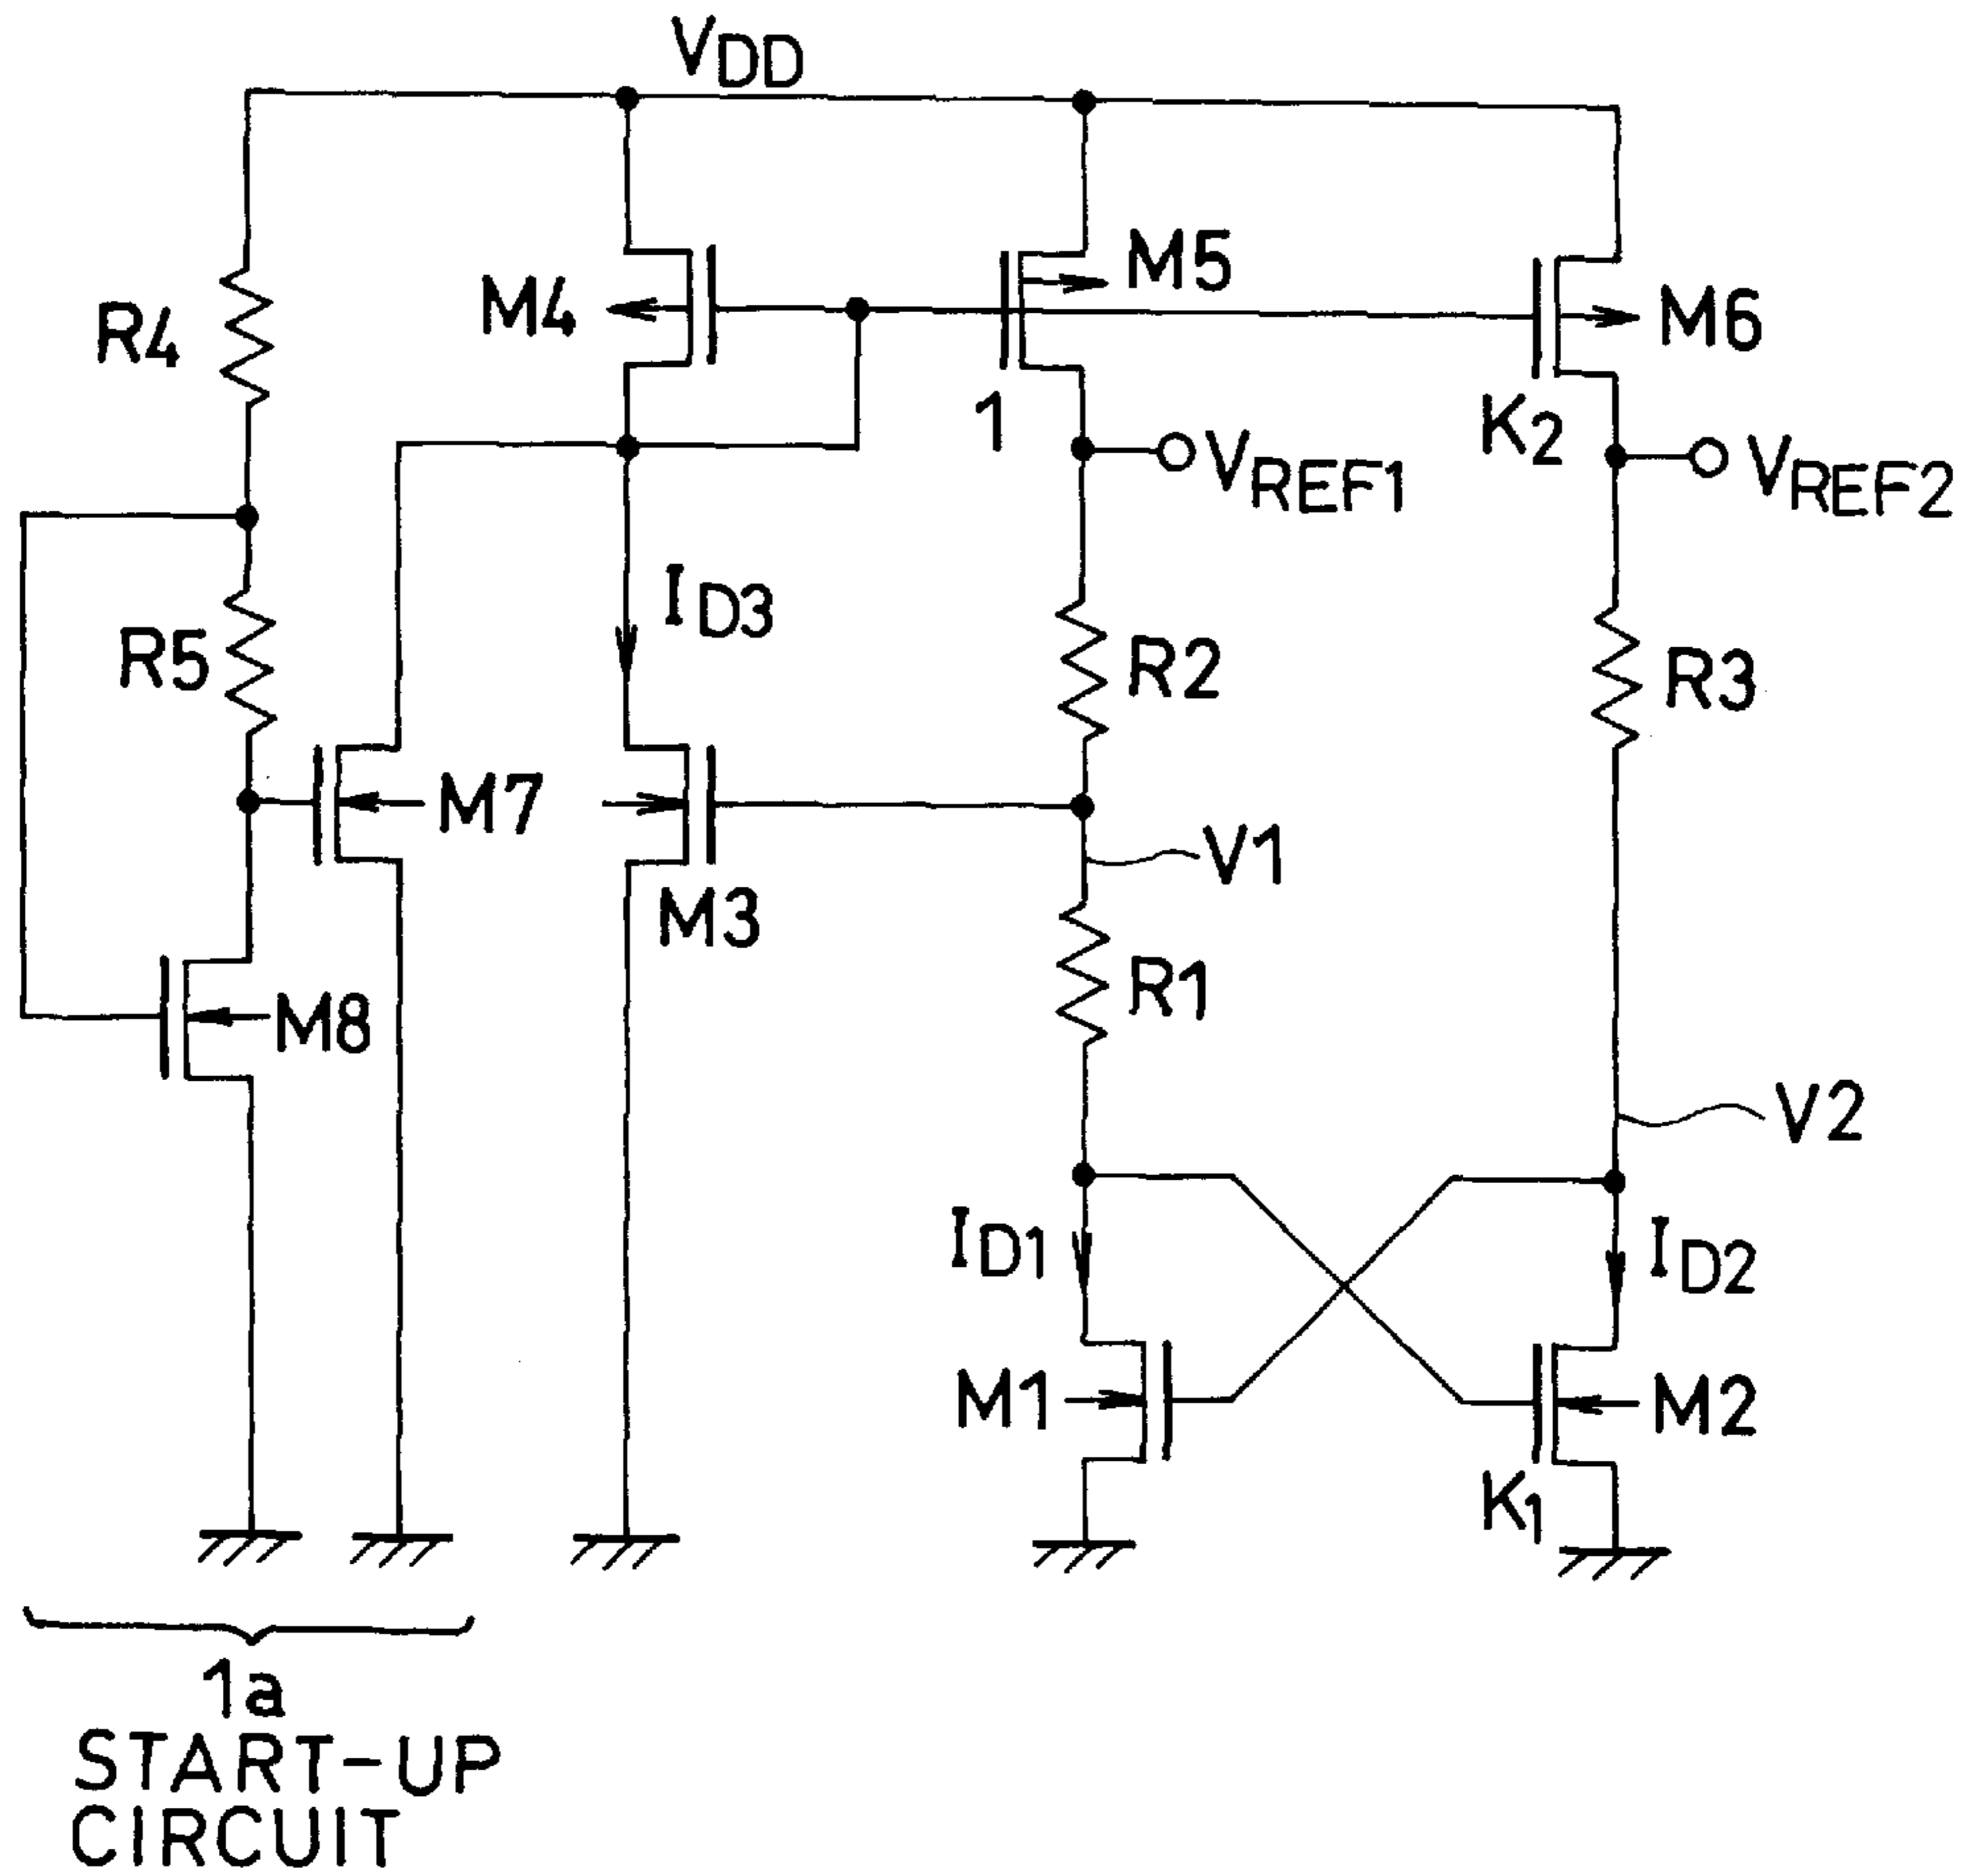 VDD
M5
M4
M6
R4
1
K2
VREF1
VREF2
ID3
R5
R2
R3
M7
V1
M3
R1
M8
V2
ID1
ID2
M1
M2
K1
1a
START-UP
CIRCUIT